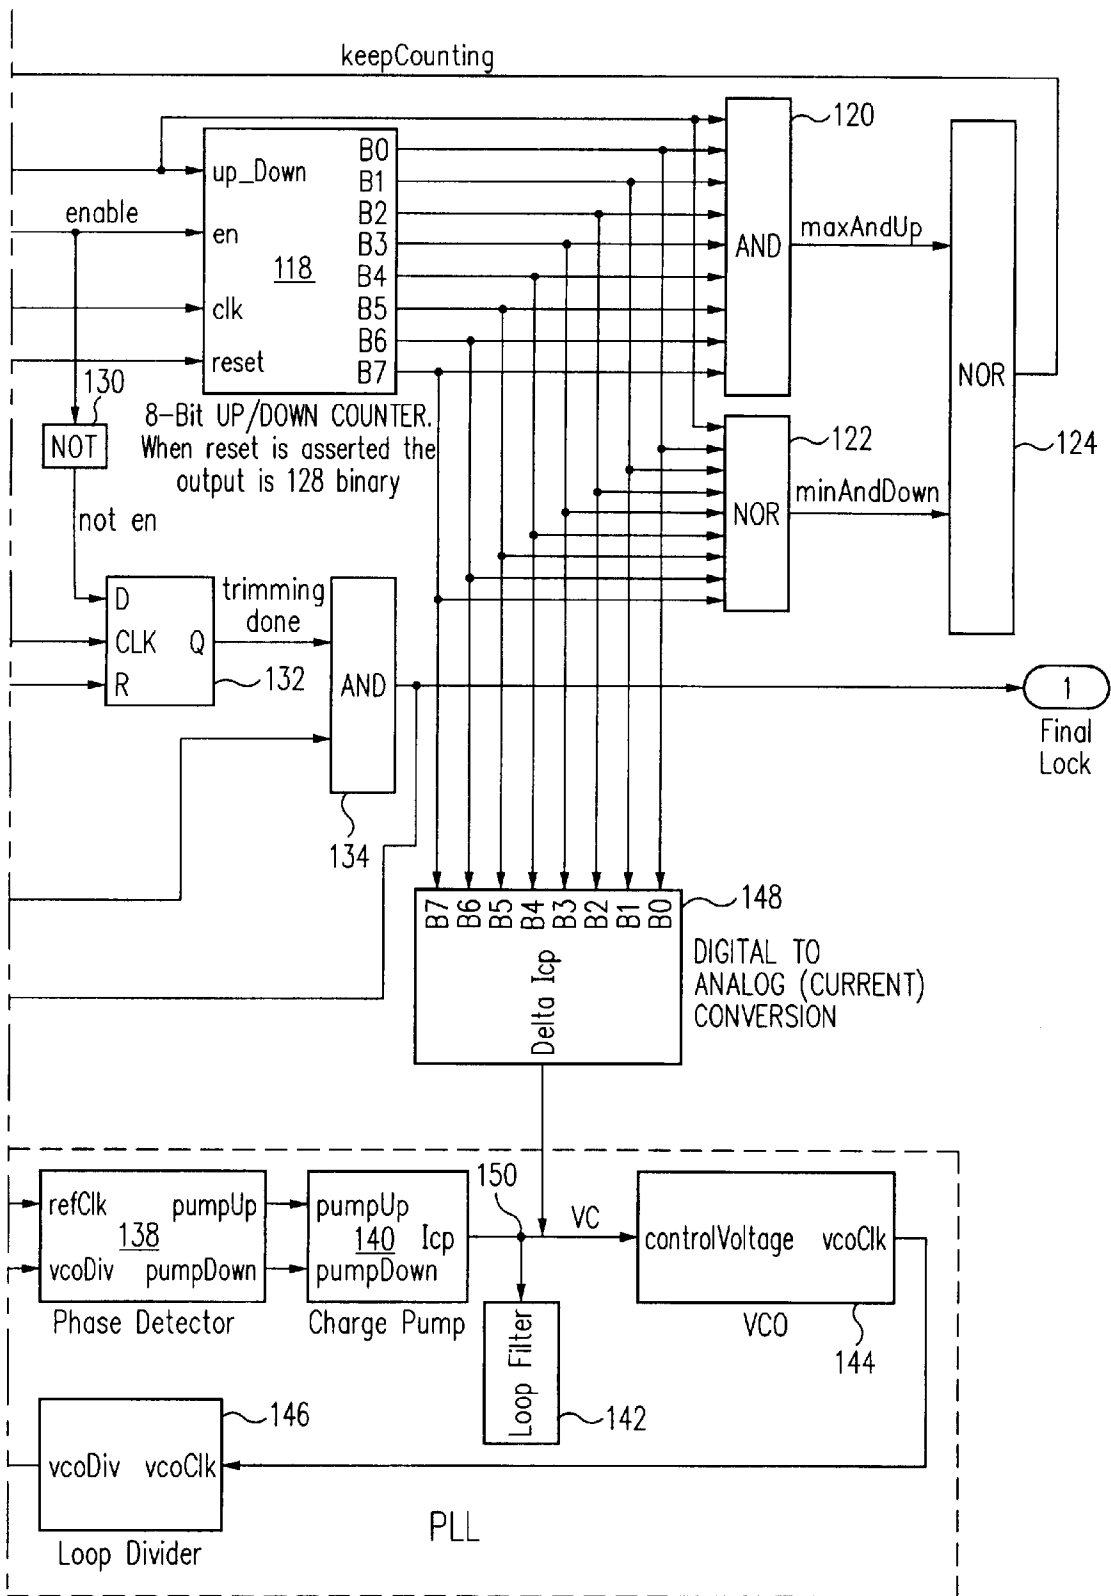 keepCounting
120
up_Down
B0
B1
enable
B2
en
B3
AND
maxAndUp
118
B4
clk
B5
B6
reset
B7
NOR
130
8-Bit UP/DOWN COUNTER.
When reset is asserted the
output is 128 binary
NOT
122
124
minAndDown
NOR
not en
trimming
done
D
CLK
Q
R
132
AND
1
Final
Lock
134
B7
B6
B5
B4
B3
B2
B1
B0
148
Delta Icp
DIGITAL TO
ANALOG (CURRENT)
CONVERSION
150
refClk
pumpUp
138
vcoDiv
pumpDown
Phase Detector
pumpUp
140
Icp
pumpDown
Charge Pump
VC
controlVoltage
vcoClk
VCO
144
Loop Filter
142
146
vcoDiv
vcoClk
Loop Divider
PLL